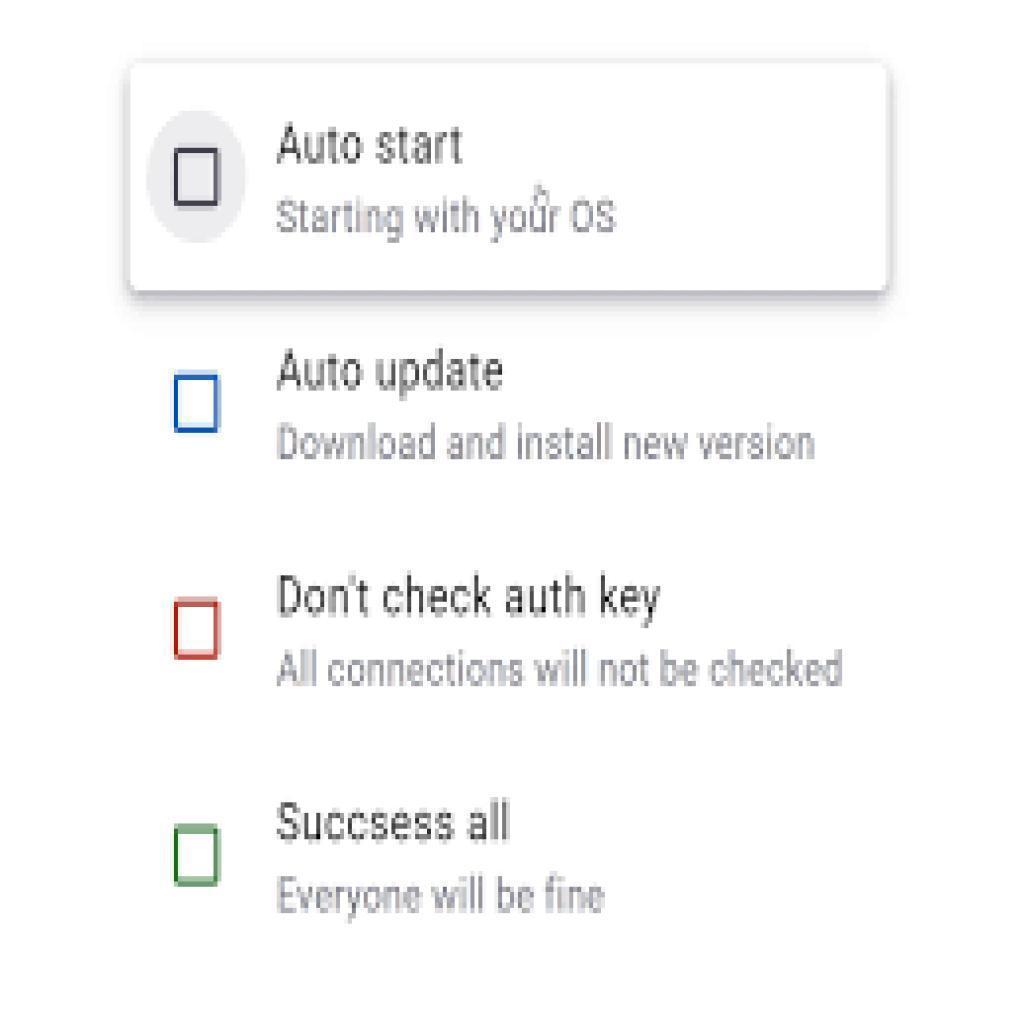 Auto start
Starting with your OS
Auto update
Download and install new version
Don't check auth key
All connections will not be checked
Succsess all
Everyone will be fine